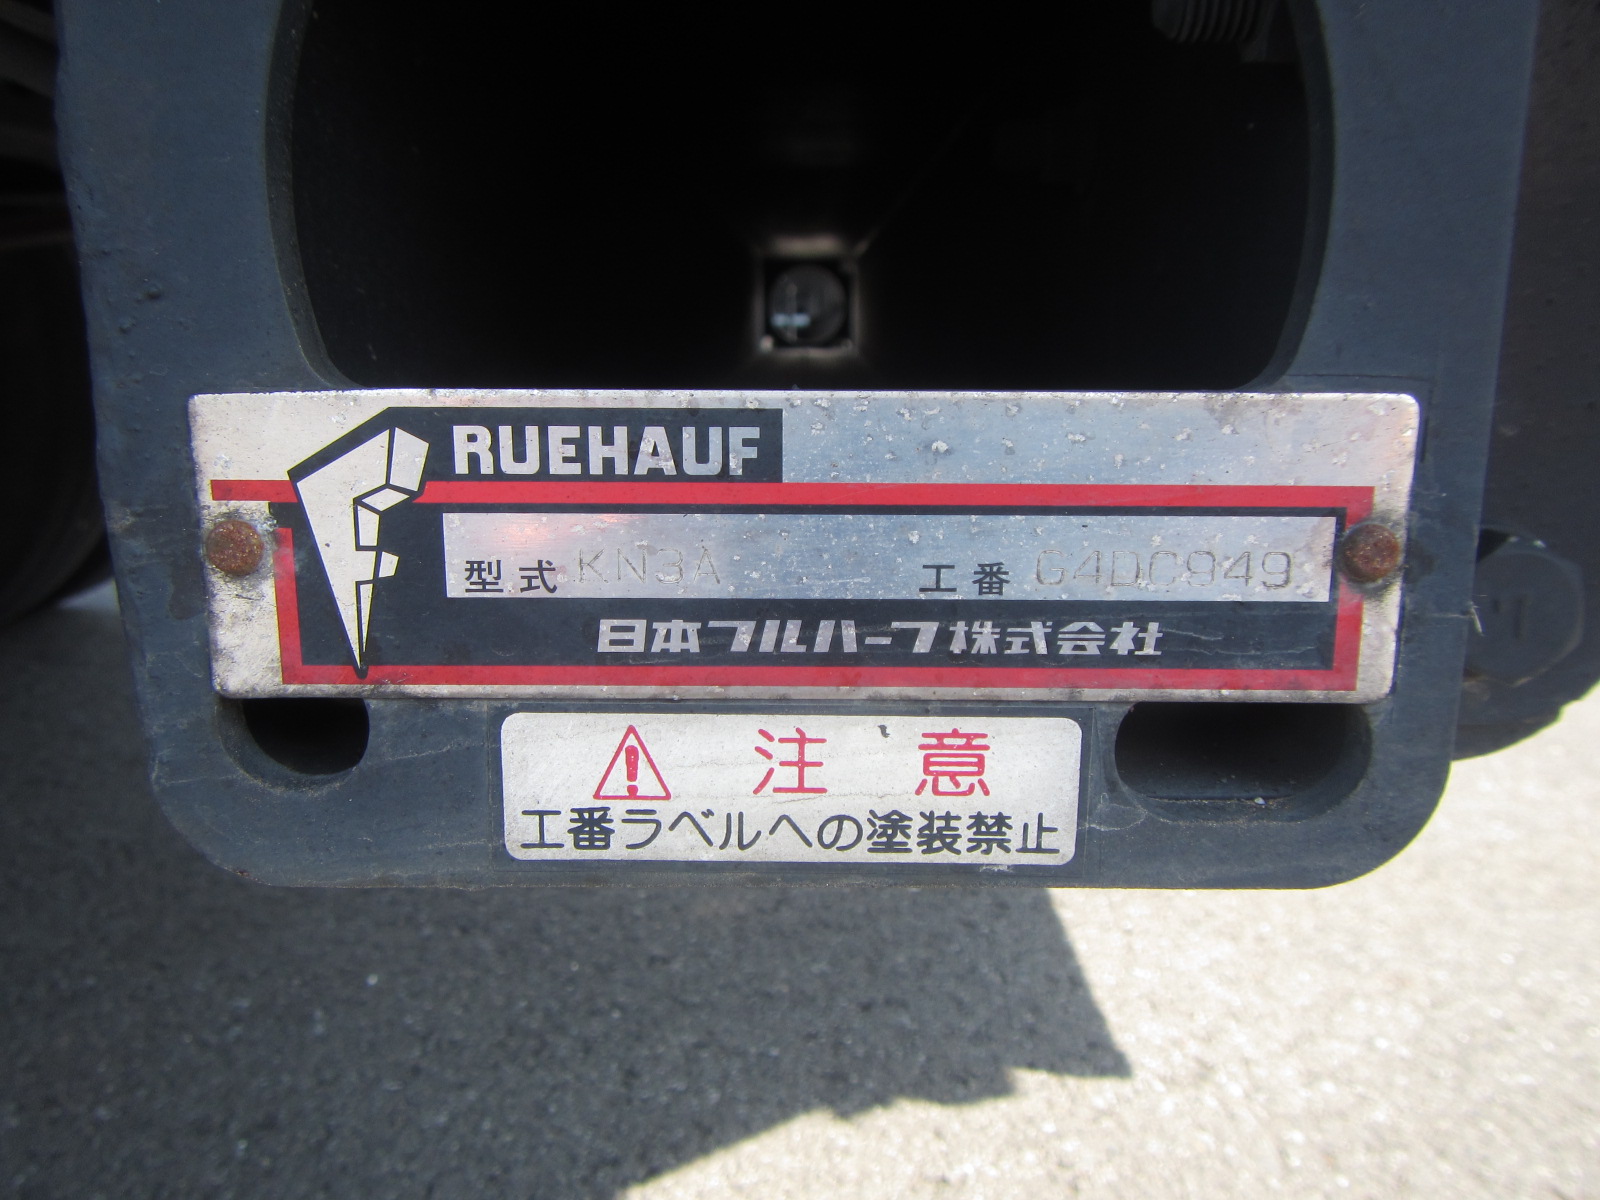 FRUEHAUF
型式 KN3A 工番 G4DC949
日本フルハーフ株式会社
注意
工番ラベルへの塗装禁止